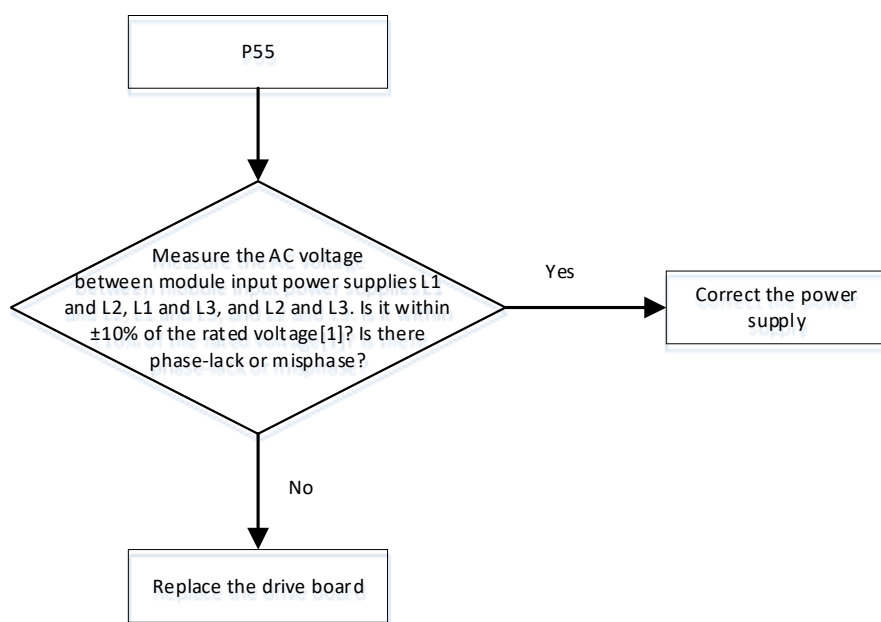 P55
Measure the AC voltage
between module input power supplies L1
and L2, L1 and L3, and L2 and L3. Is it within
±10% of the rated voltage[1]? Is there
phase-lack or misphase?
Yes
Correct the power
supply
No
Replace the drive board